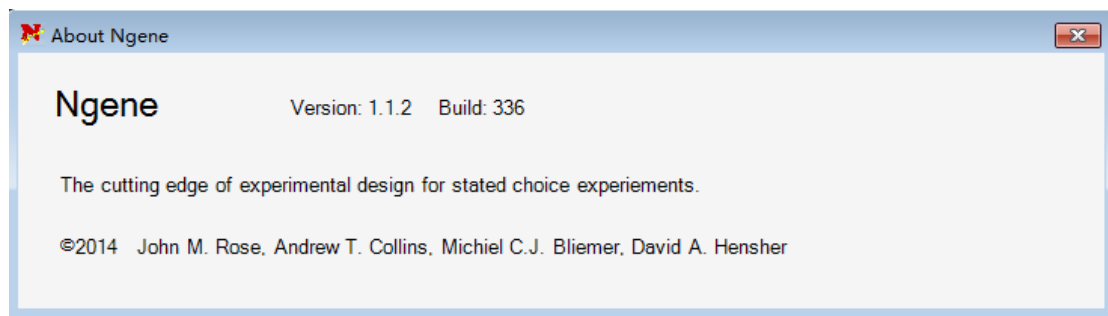 About Ngene
Ngene Version: 1.1.2 Build: 336
The cutting edge of experimental design for stated choice experiements.
©2014 John M. Rose, Andrew T. Collins, Michiel C.J. Bliemer, David A. Hensher